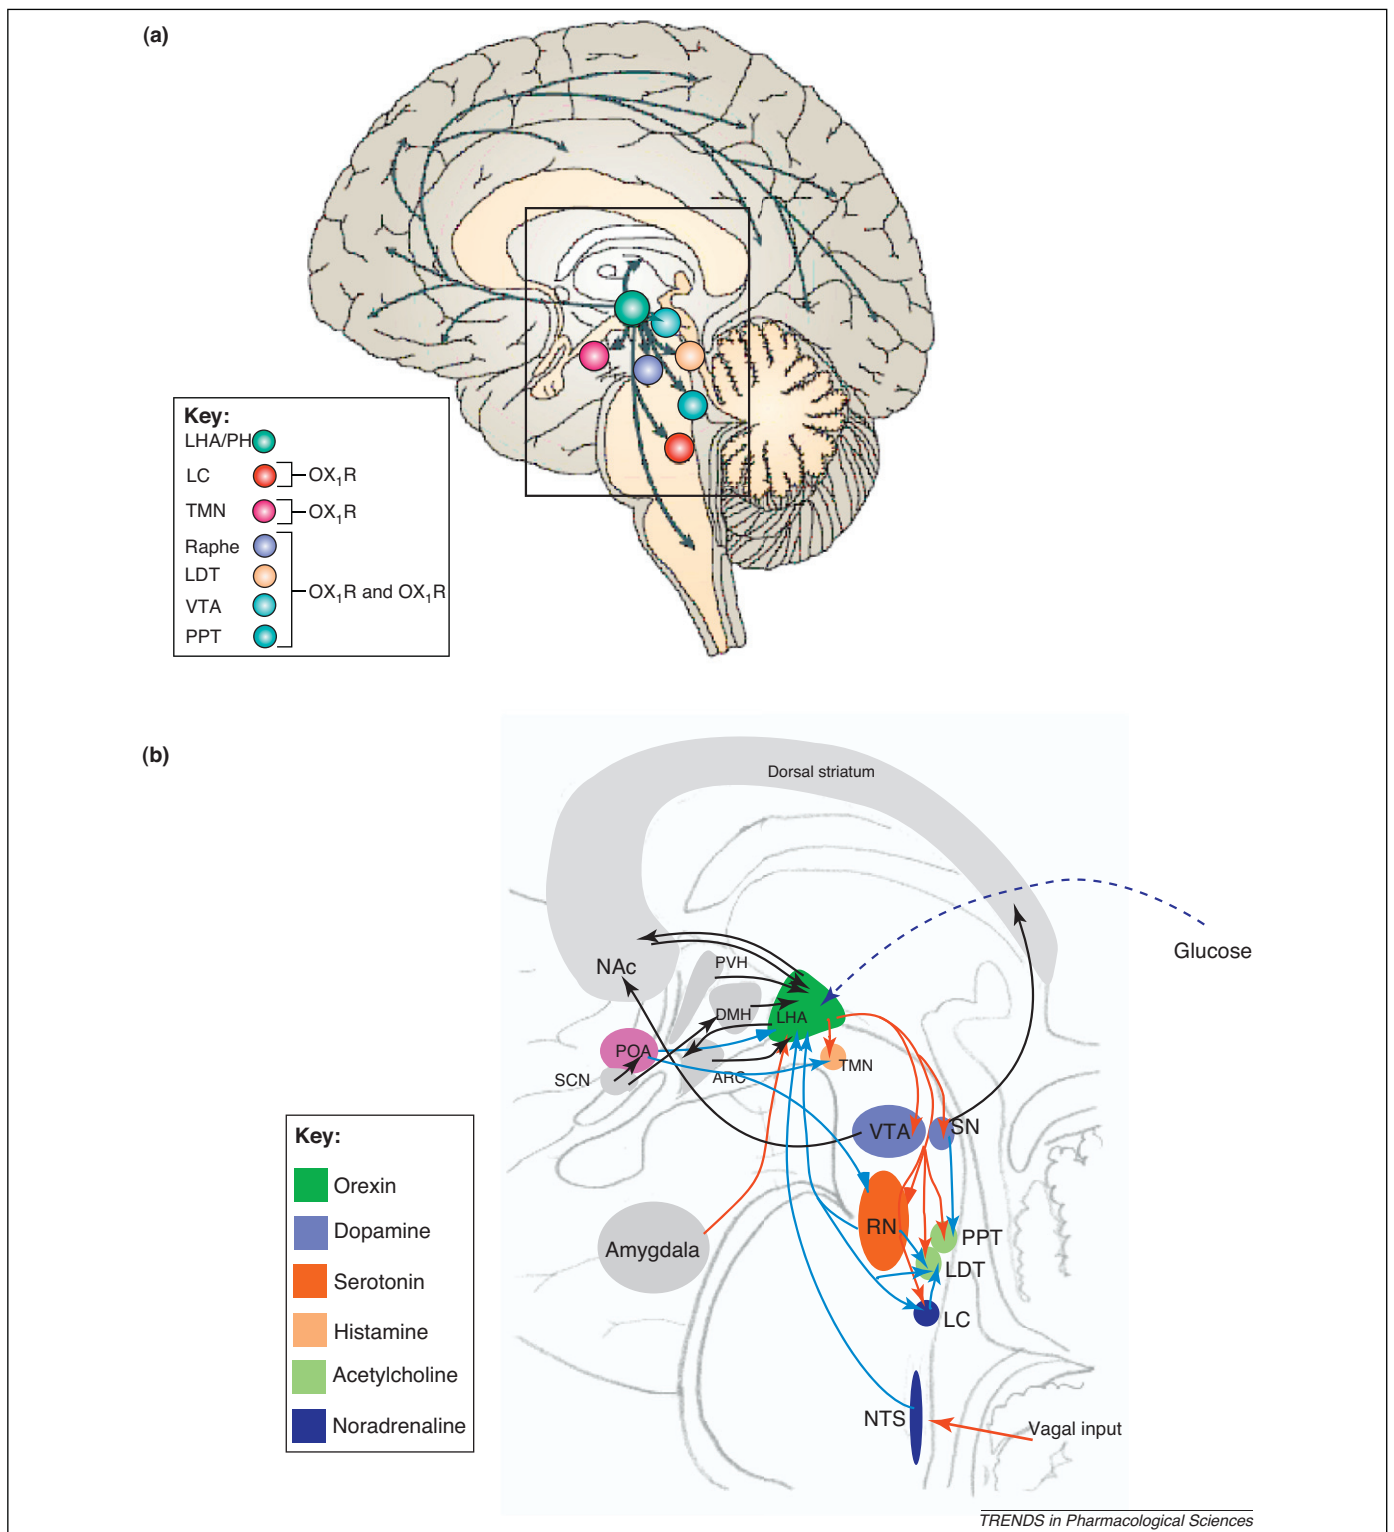 (a)
Key:
LHA/PH
LC
OX1R
TMN
OX1R
Raphe
LDT
OX1R and OX1R
VTA
PPT
(b)
Dorsal striatum
Glucose
NAc
PVH
DMH
LHA
POA
TMN
SCN
ARC
VTA
SN
Key:
Orexin
Dopamine
Serotonin
Histamine
Acetylcholine
Noradrenaline
RN
PPT
Amygdala
LDT
LC
NTS
Vagal input
TRENDS in Pharmacological Sciences